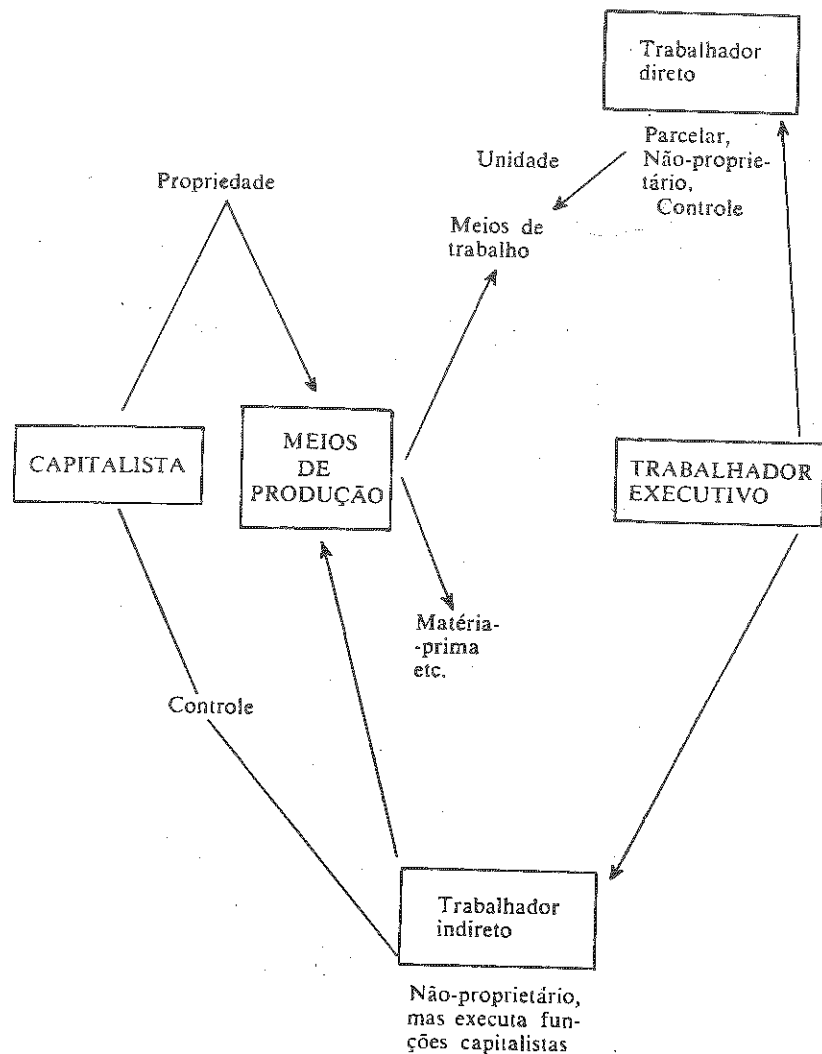 Trabalhador
direto
Parcelar,
Não-proprie-
tário,
Controle
Unidade
Propriedade
Meios de
trabalho
CAPITALISTA
MEIOS
DE
PRODUÇÃO
TRABALHADOR
EXECUTIVO
Matéria-
-prima
etc.
Controle
Trabalhador
indireto
Não-proprietário,
mas executa fun-
ções capitalistas